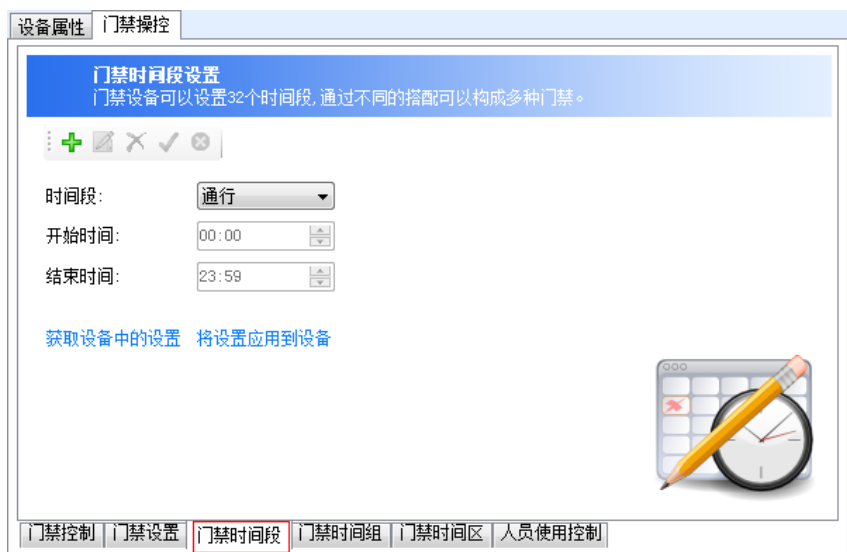 设备属性 门禁操控
门禁时间段设置
门禁设备可以设置32个时间段,通过不同的搭配可以构成多种门禁。
时间段: 通行
开始时间: 00:00
结束时间: 23:59
获取设备中的设置 将设置应用到设备
门禁控制 门禁设置 门禁时间段 门禁时间组 门禁时间区 人员使用控制